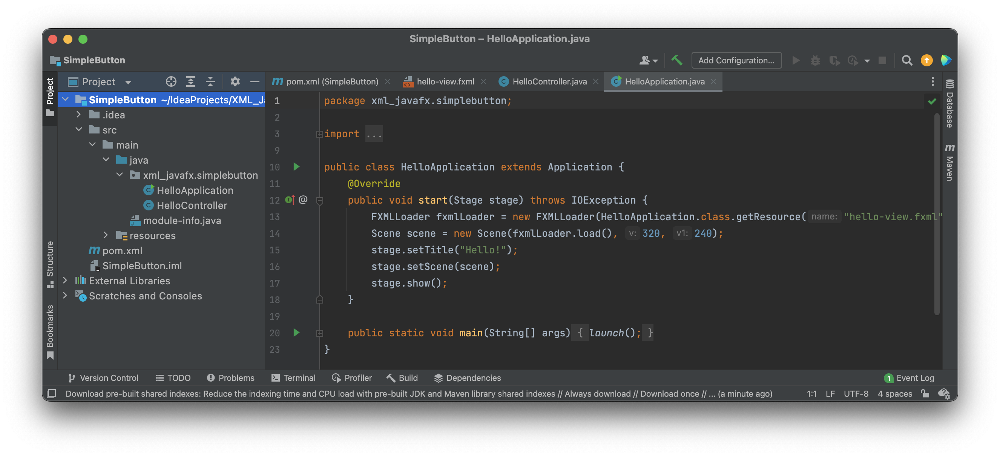 SimpleButton – HelloApplication.java
SimpleButton
Add Configuration...
Project
Project
pom.xml (SimpleButton)
hello-view.fxml
HelloController.java
HelloApplication.java
SimpleButton ~/IdeaProjects/XML_Ja
.idea
src
main
java
xml_javafx.simplebutton
HelloApplication
HelloController
module-info.java
resources
pom.xml
SimpleButton.iml
External Libraries
Scratches and Consoles
Structure
Bookmarks
1 package xml_javafx.simplebutton;
2
3 import ...
9
10 public class HelloApplication extends Application {
11 @Override
12 @ public void start(Stage stage) throws IOException {
13 FXMLLoader fxmlLoader = new FXMLLoader(HelloApplication.class.getResource( name: "hello-view.fxml"
14 Scene scene = new Scene(fxmlLoader.load(), v: 320, v1: 240);
15 stage.setTitle("Hello!");
16 stage.setScene(scene);
17 stage.show();
18 }
19
20 public static void main(String[] args) { launch(); }
23 }
Database
m Maven
Version Control
TODO
Problems
Terminal
Profiler
Build
Dependencies
1 Event Log
Download pre-built shared indexes: Reduce the indexing time and CPU load with pre-built JDK and Maven library shared indexes // Always download // Download once // ... (a minute ago)
1:1 LF UTF-8 4 spaces